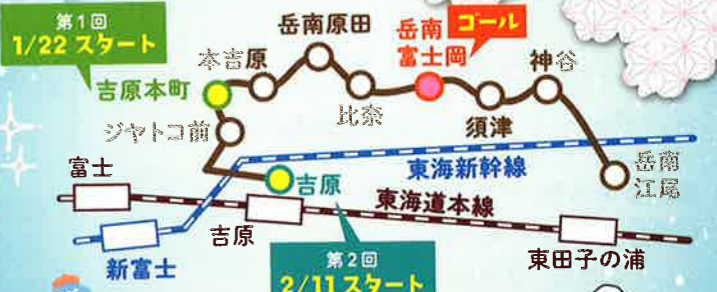 第1回
1/22 スタート
岳南原田
岳南
富士岡
ゴール
本吉原
神谷
吉原本町
比奈
須津
ジヤトコ前
富士
東海新幹線
岳南
江尾
吉原
東海道本線
吉原
新富士
東田子の浦
第2回
2/11 スタート